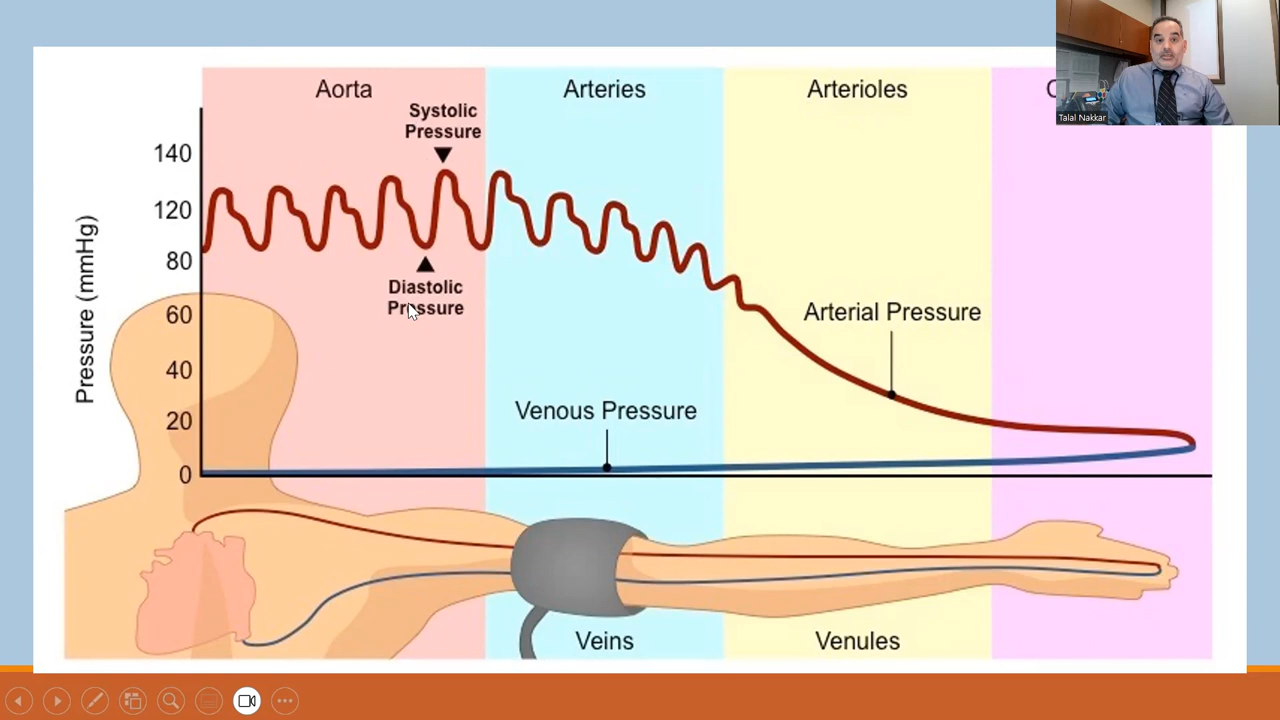 Aorta
Arteries
Arterioles
Systolic
Pressure
140
120
80
60
40
20
0
Pressure (mmHg)
Diastolic
Pressure
Arterial Pressure
Venous Pressure
Veins
Venules
Talal Nakkar